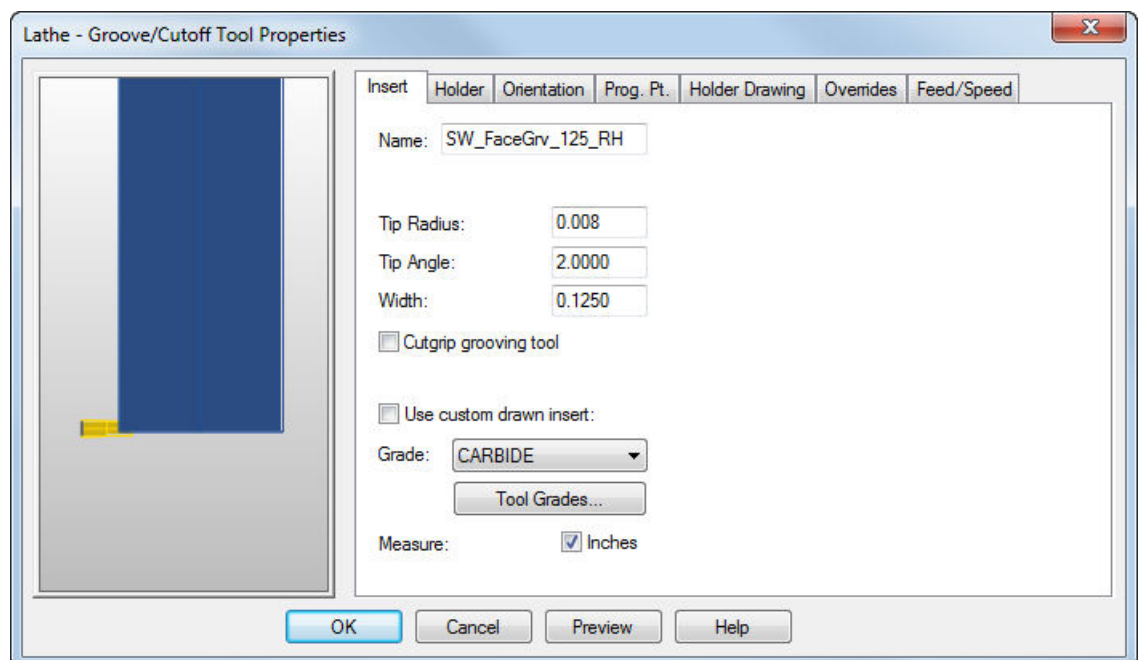 Lathe - Groove/Cutoff Tool Properties
Insert Holder Orientation Prog. Pt. Holder Drawing Overrides Feed/Speed
Name: SW_FaceGrv_125_RH
Tip Radius: 0.008
Tip Angle: 2.0000
Width: 0.1250
Cutgrip grooving tool
Use custom drawn insert:
Grade: CARBIDE
Tool Grades...
Measure: Inches
OK Cancel Preview Help